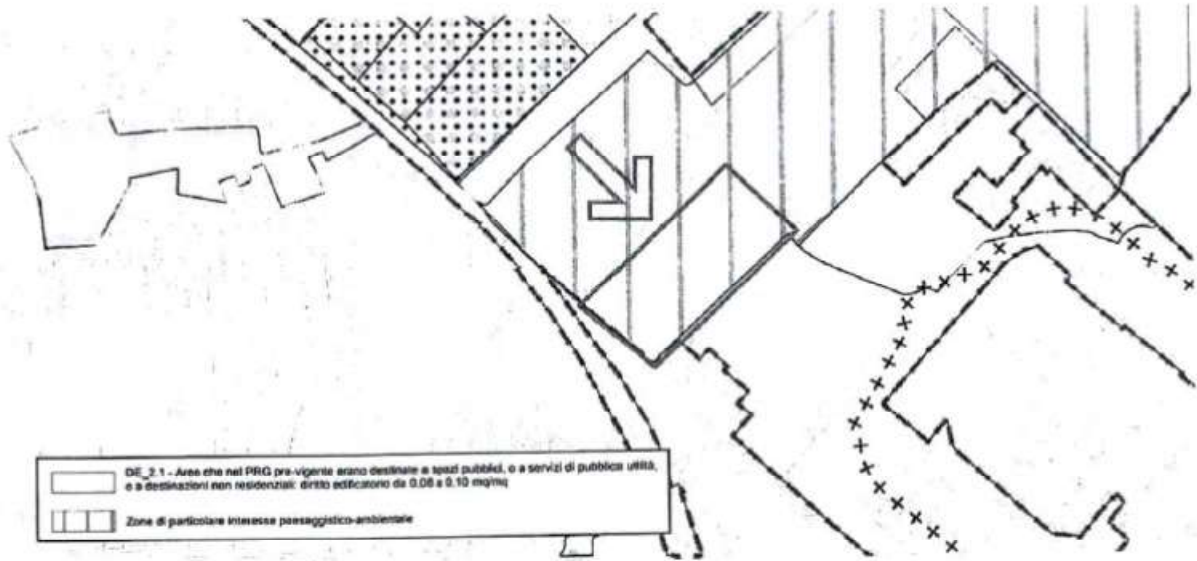 DE_2.1 - Aree che nel PRG pre-vigente erano destinate a spazi pubblici, o a servizi di pubblica utilità,
o a destinazioni non residenziali: diritto edificatorio da 0.08 a 0.10 mq/mq
Zone di particolare interesse paesaggistico-ambientale